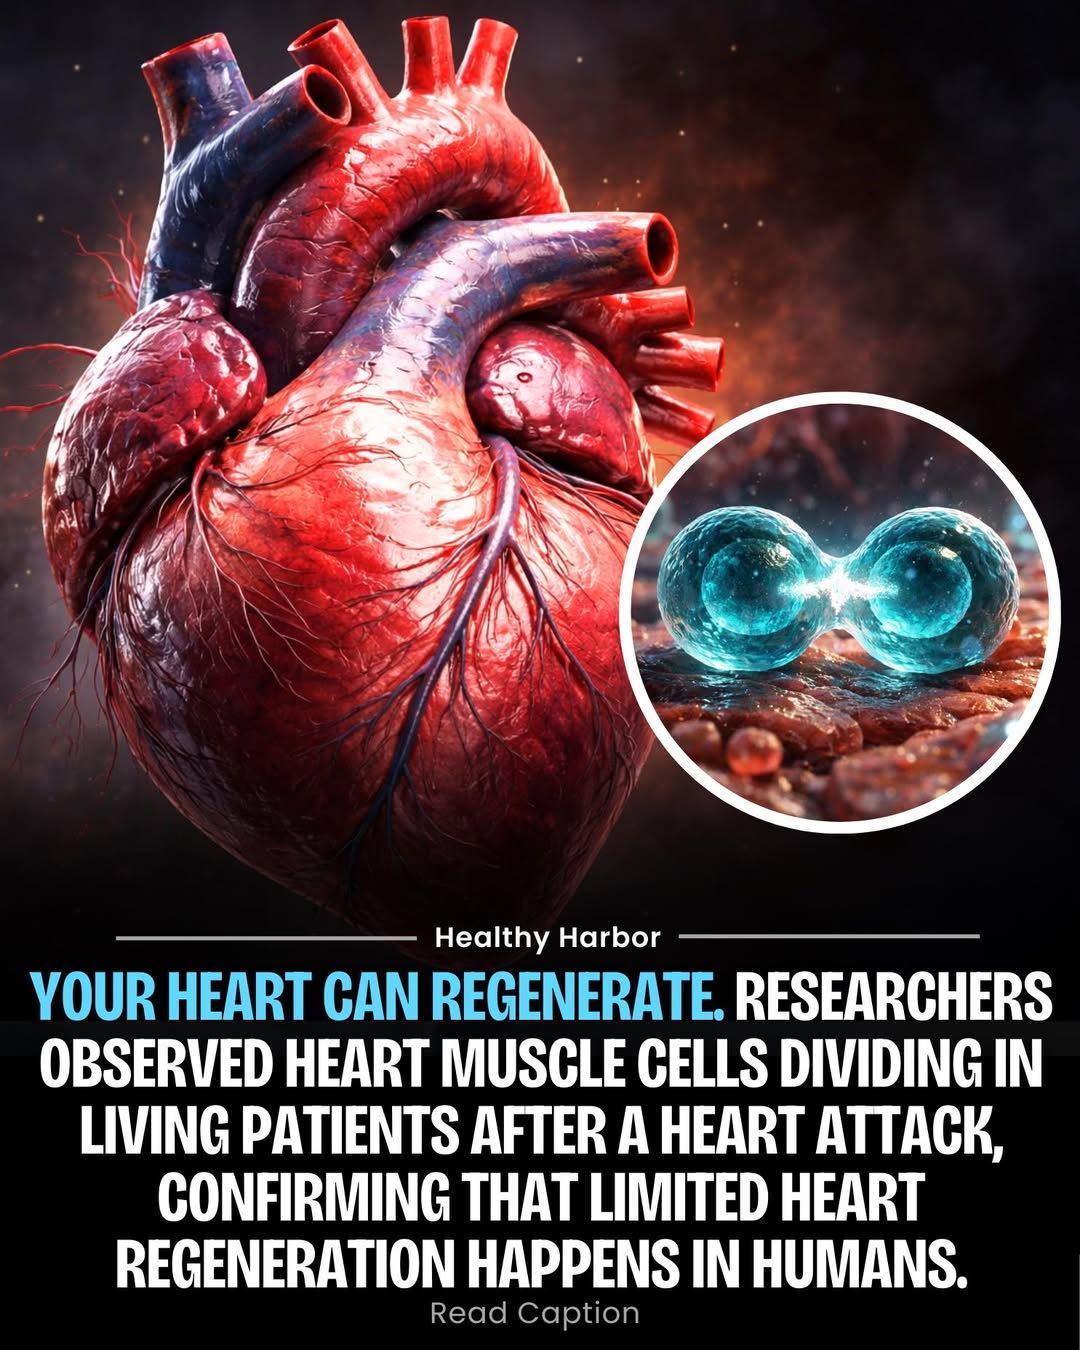 Healthy Harbor
YOUR HEART CAN REGENERATE. RESEARCHERS
OBSERVED HEART MUSCLE CELLS DIVIDING IN
LIVING PATIENTS AFTER A HEART ATTACK,
CONFIRMING THAT LIMITED HEART
REGENERATION HAPPENS IN HUMANS.
Read Caption